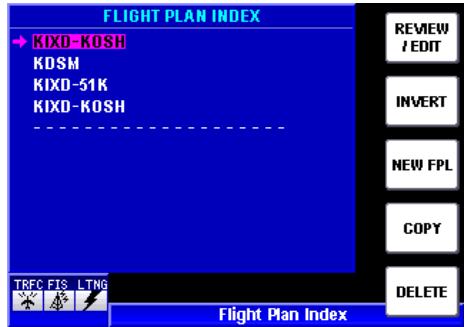 FLIGHT PLAN INDEX
KIXD-KOSH
KDSM
KIXD-51K
KIXD-KOSH
- - - - - - - - - - - - - - - - - - - - -
REVIEW
/ EDIT
INVERT
NEW FPL
COPY
DELETE
TRFC FIS LTNG
Flight Plan Index